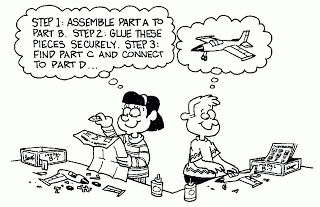 STEP 1: ASSEMBLE PART A TO
PART B. STEP 2: GLUE THESE
PIECES SECURELY. STEP 3:
FIND PART C AND CONNECT
TO PART D...